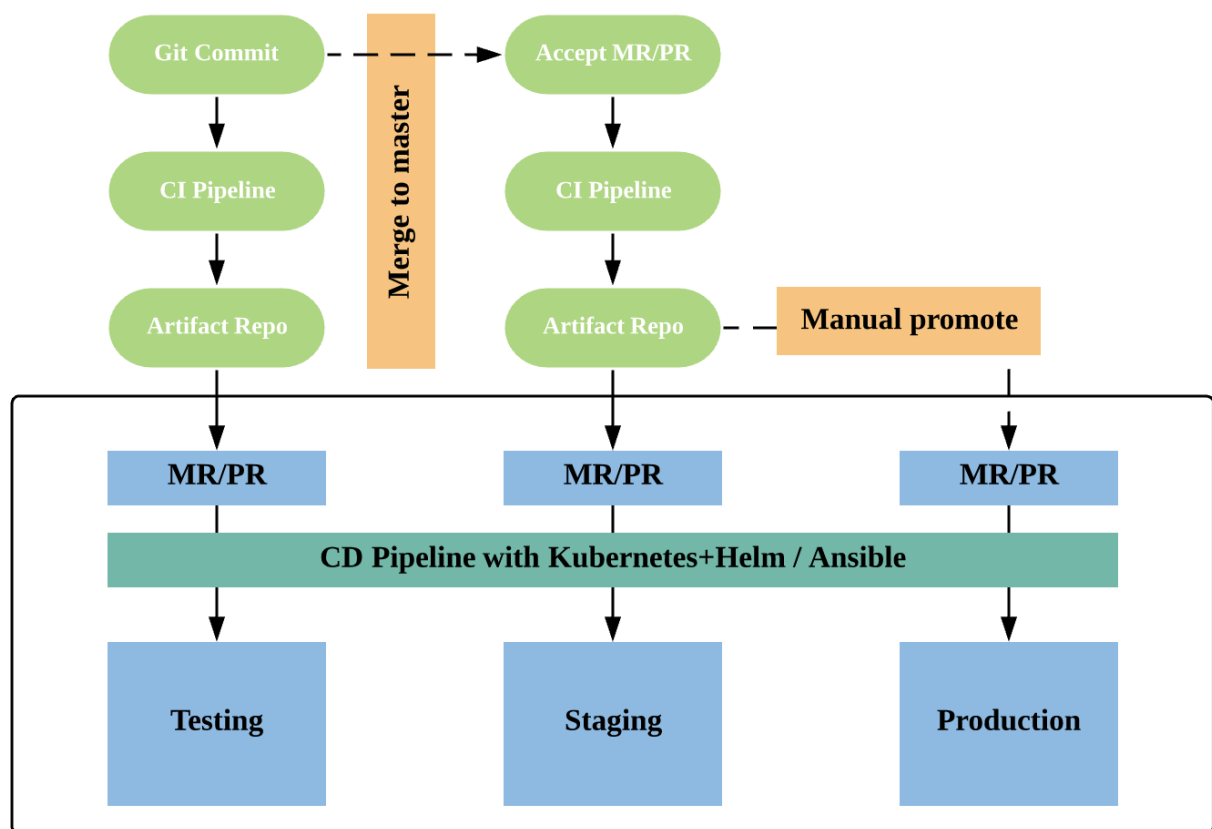 Git Commit
Accept MR/PR
Merge to master
CI Pipeline
CI Pipeline
Artifact Repo
Artifact Repo
Manual promote
MR/PR
MR/PR
MR/PR
CD Pipeline with Kubernetes+Helm / Ansible
Testing
Staging
Production